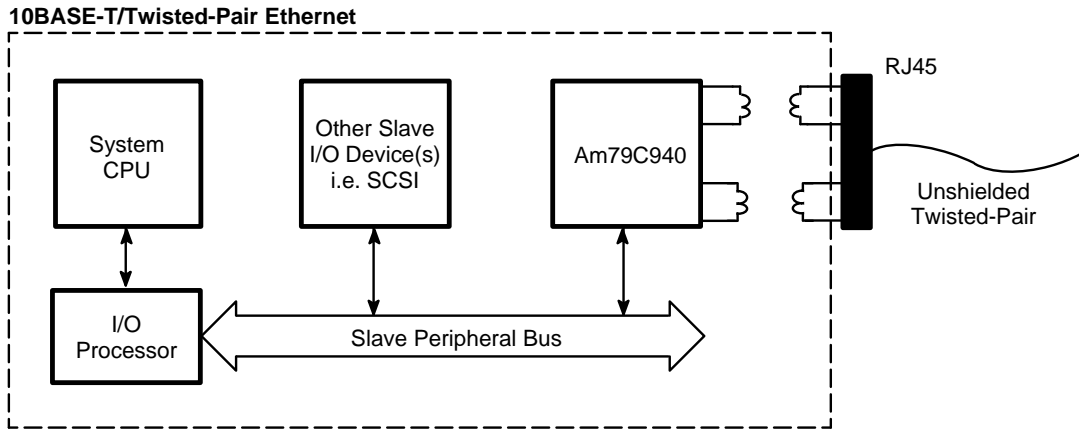 10BASE-T/Twisted-Pair Ethernet
System
CPU
Other Slave
I/O Device(s)
i.e. SCSI
Am79C940
RJ45
Unshielded
Twisted-Pair
I/O
Processor
Slave Peripheral Bus